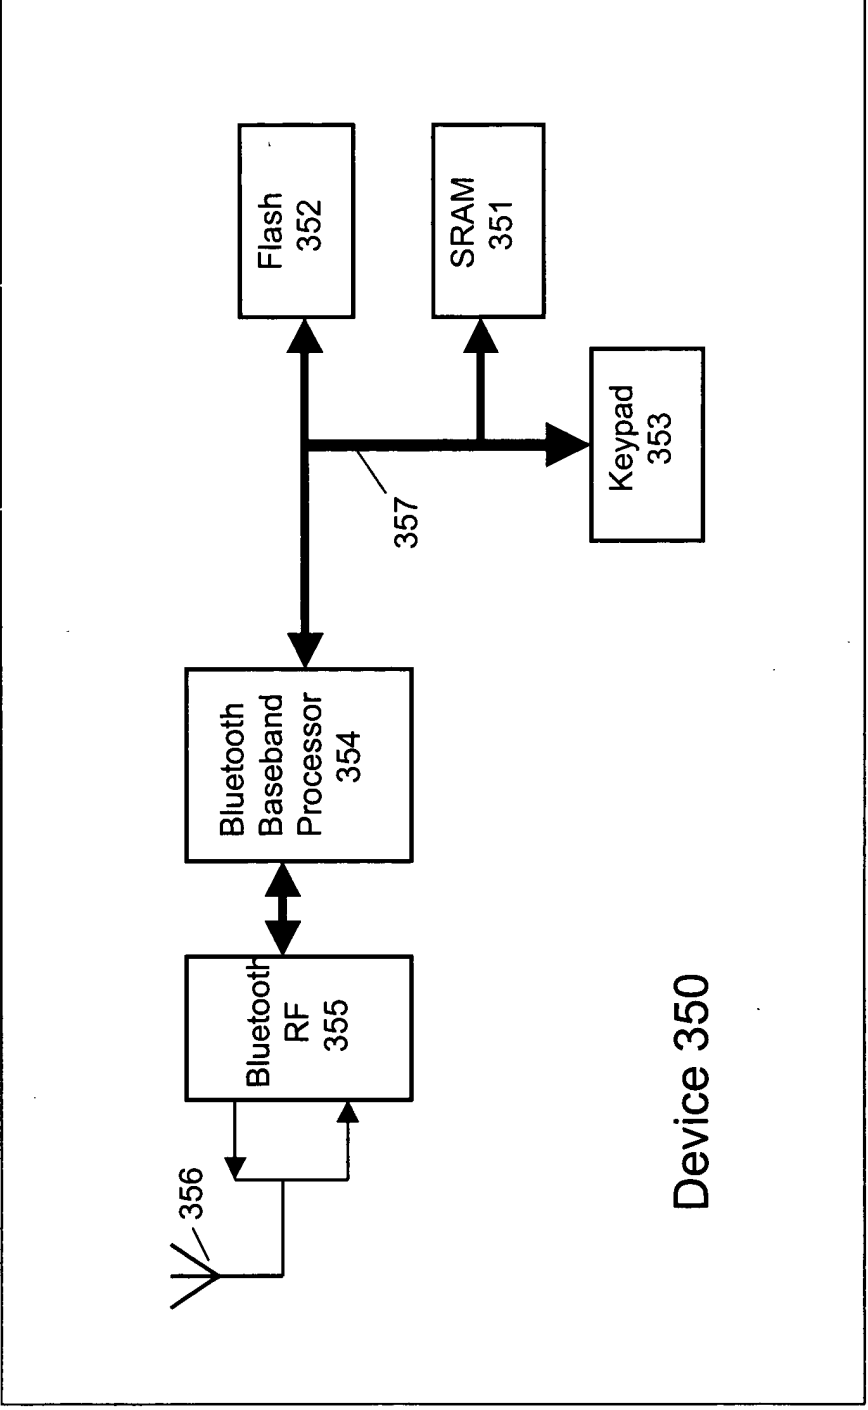 356
Bluetooth
RF
355
Bluetooth
Baseband
Processor
354
357
Flash
352
SRAM
351
Keypad
353
Device 350